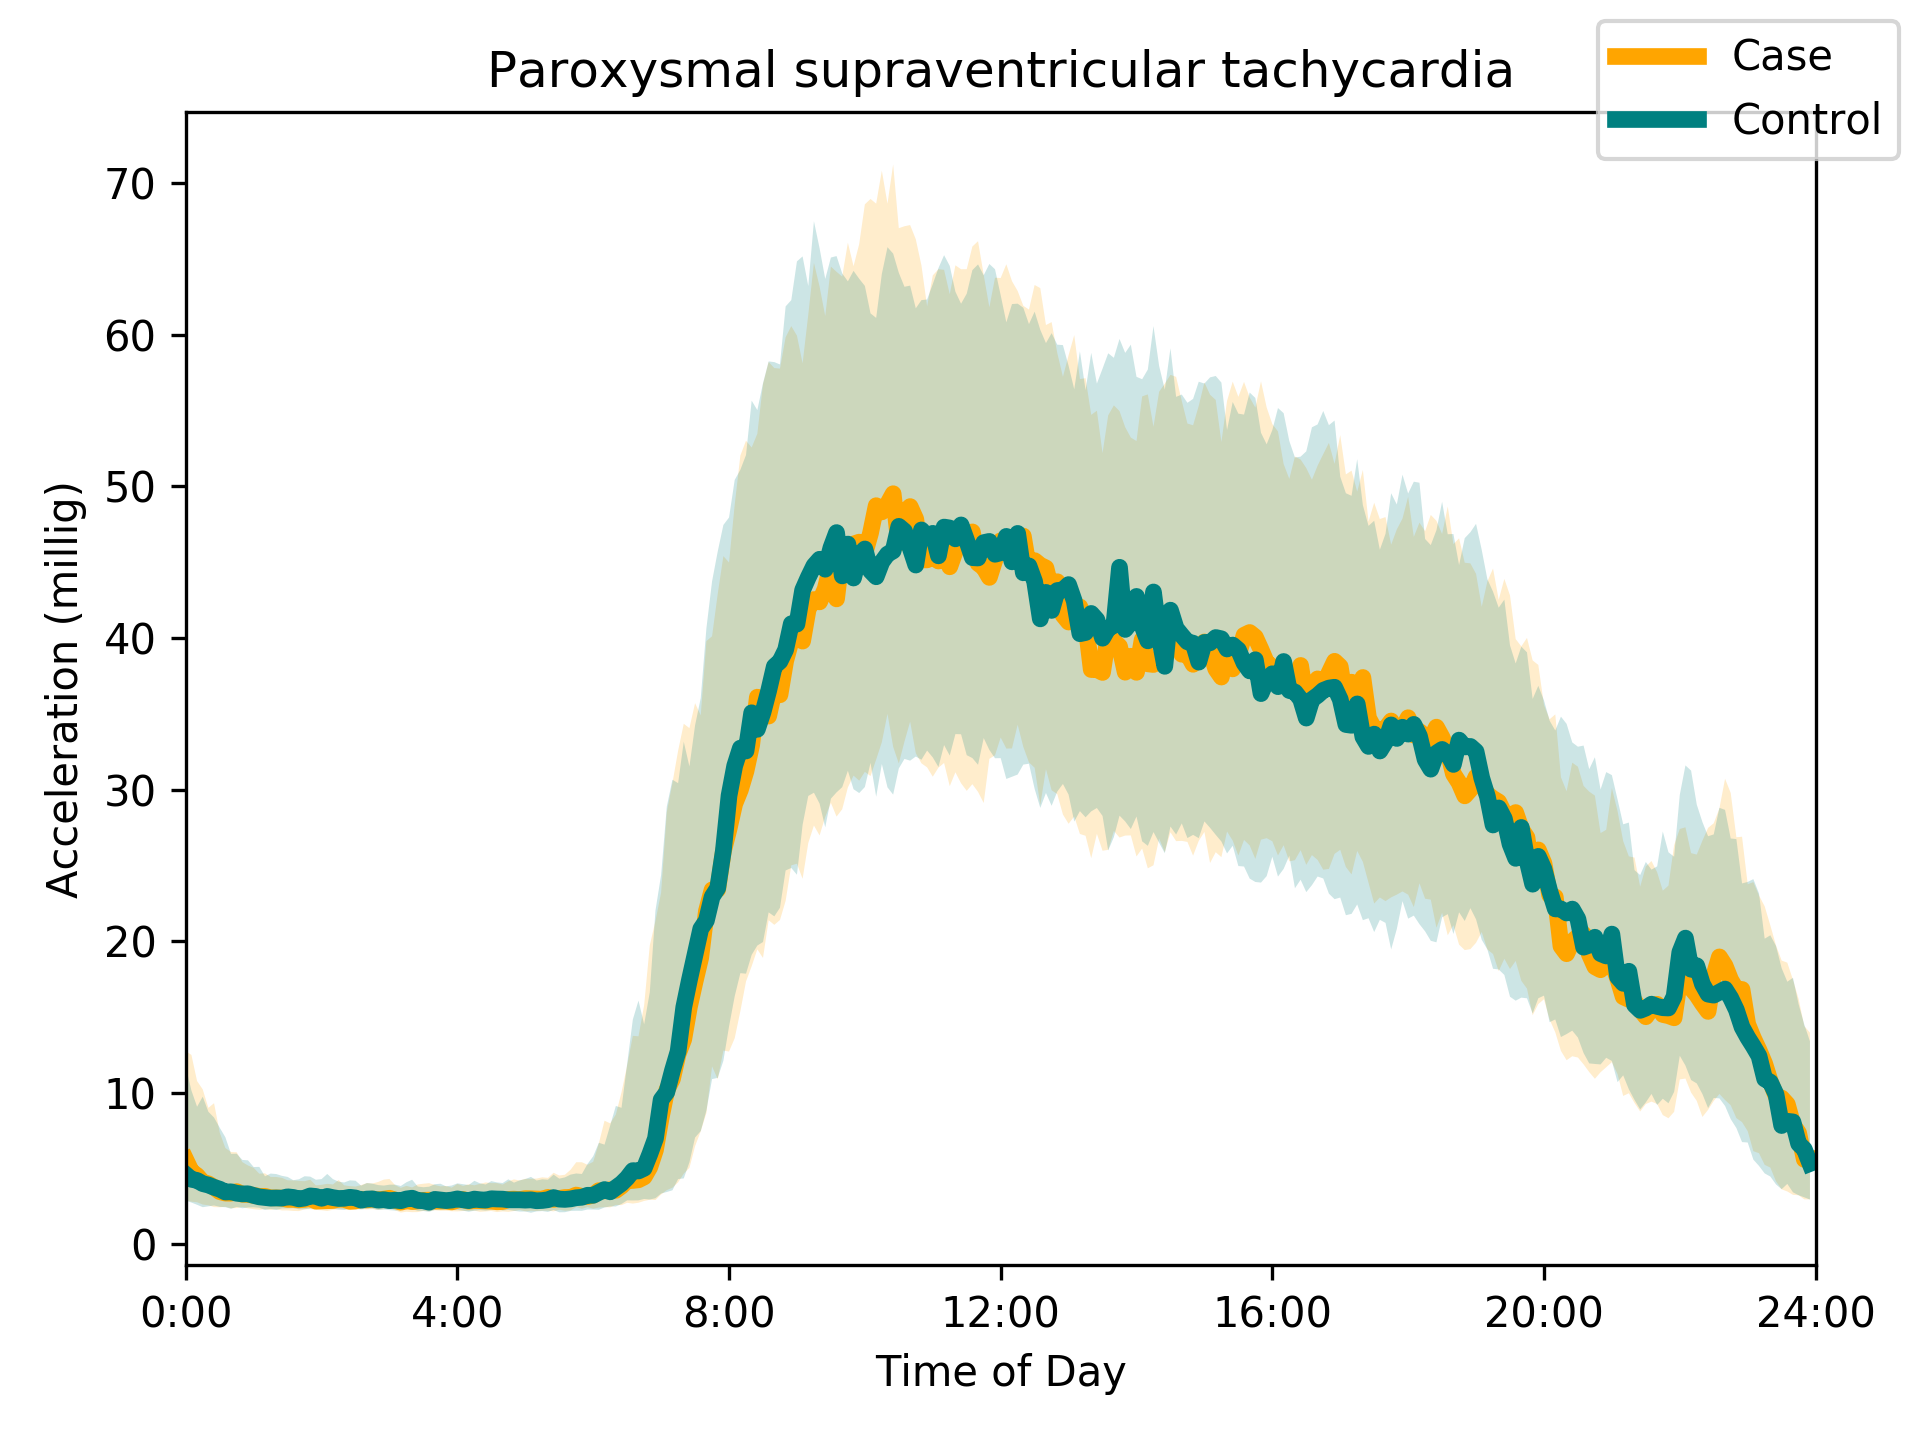 Paroxysmal supraventricular tachycardia
Case
Control
70
60
50
40
30
20
10
0
Acceleration (millig)
0:00 4:00 8:00 12:00 16:00 20:00 24:00
Time of Day